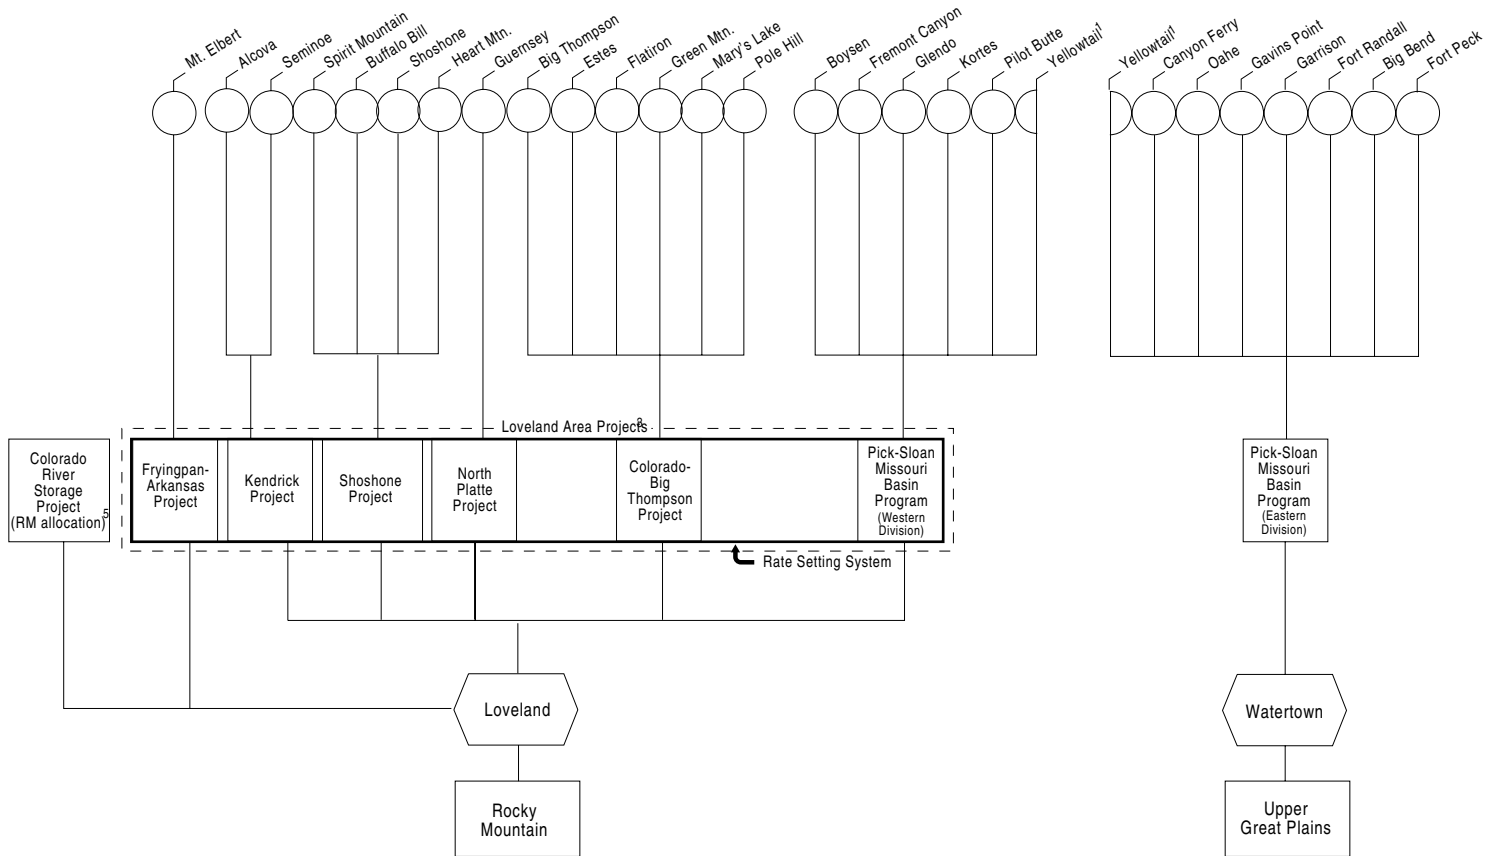 Mt. Elbert
Alcova
Seminoe
Spirit Mountain
Buffalo Bill
Shoshone
Heart Mtn.
Guernsey
Big Thompson
Estes
Flatiron
Green Mtn.
Mary's Lake
Pole Hill
Boysen
Fremont Canyon
Glendo
Kortes
Pilot Butte
Yellowtail1
Yellowtail1
Canyon Ferry
Oahe
Gavins Point
Garrison
Fort Randall
Big Bend
Fort Peck
Loveland Area Projects3
Colorado
River
Storage
Project
(RM allocation)5
Fryingpan-
Arkansas
Project
Kendrick
Project
Shoshone
Project
North
Platte
Project
Colorado-
Big
Thompson
Project
Pick-Sloan
Missouri
Basin
Program
(Western
Division)
Pick-Sloan
Missouri
Basin
Program
(Eastern
Division)
Rate Setting System
Loveland
Watertown
Rocky
Mountain
Upper
Great Plains